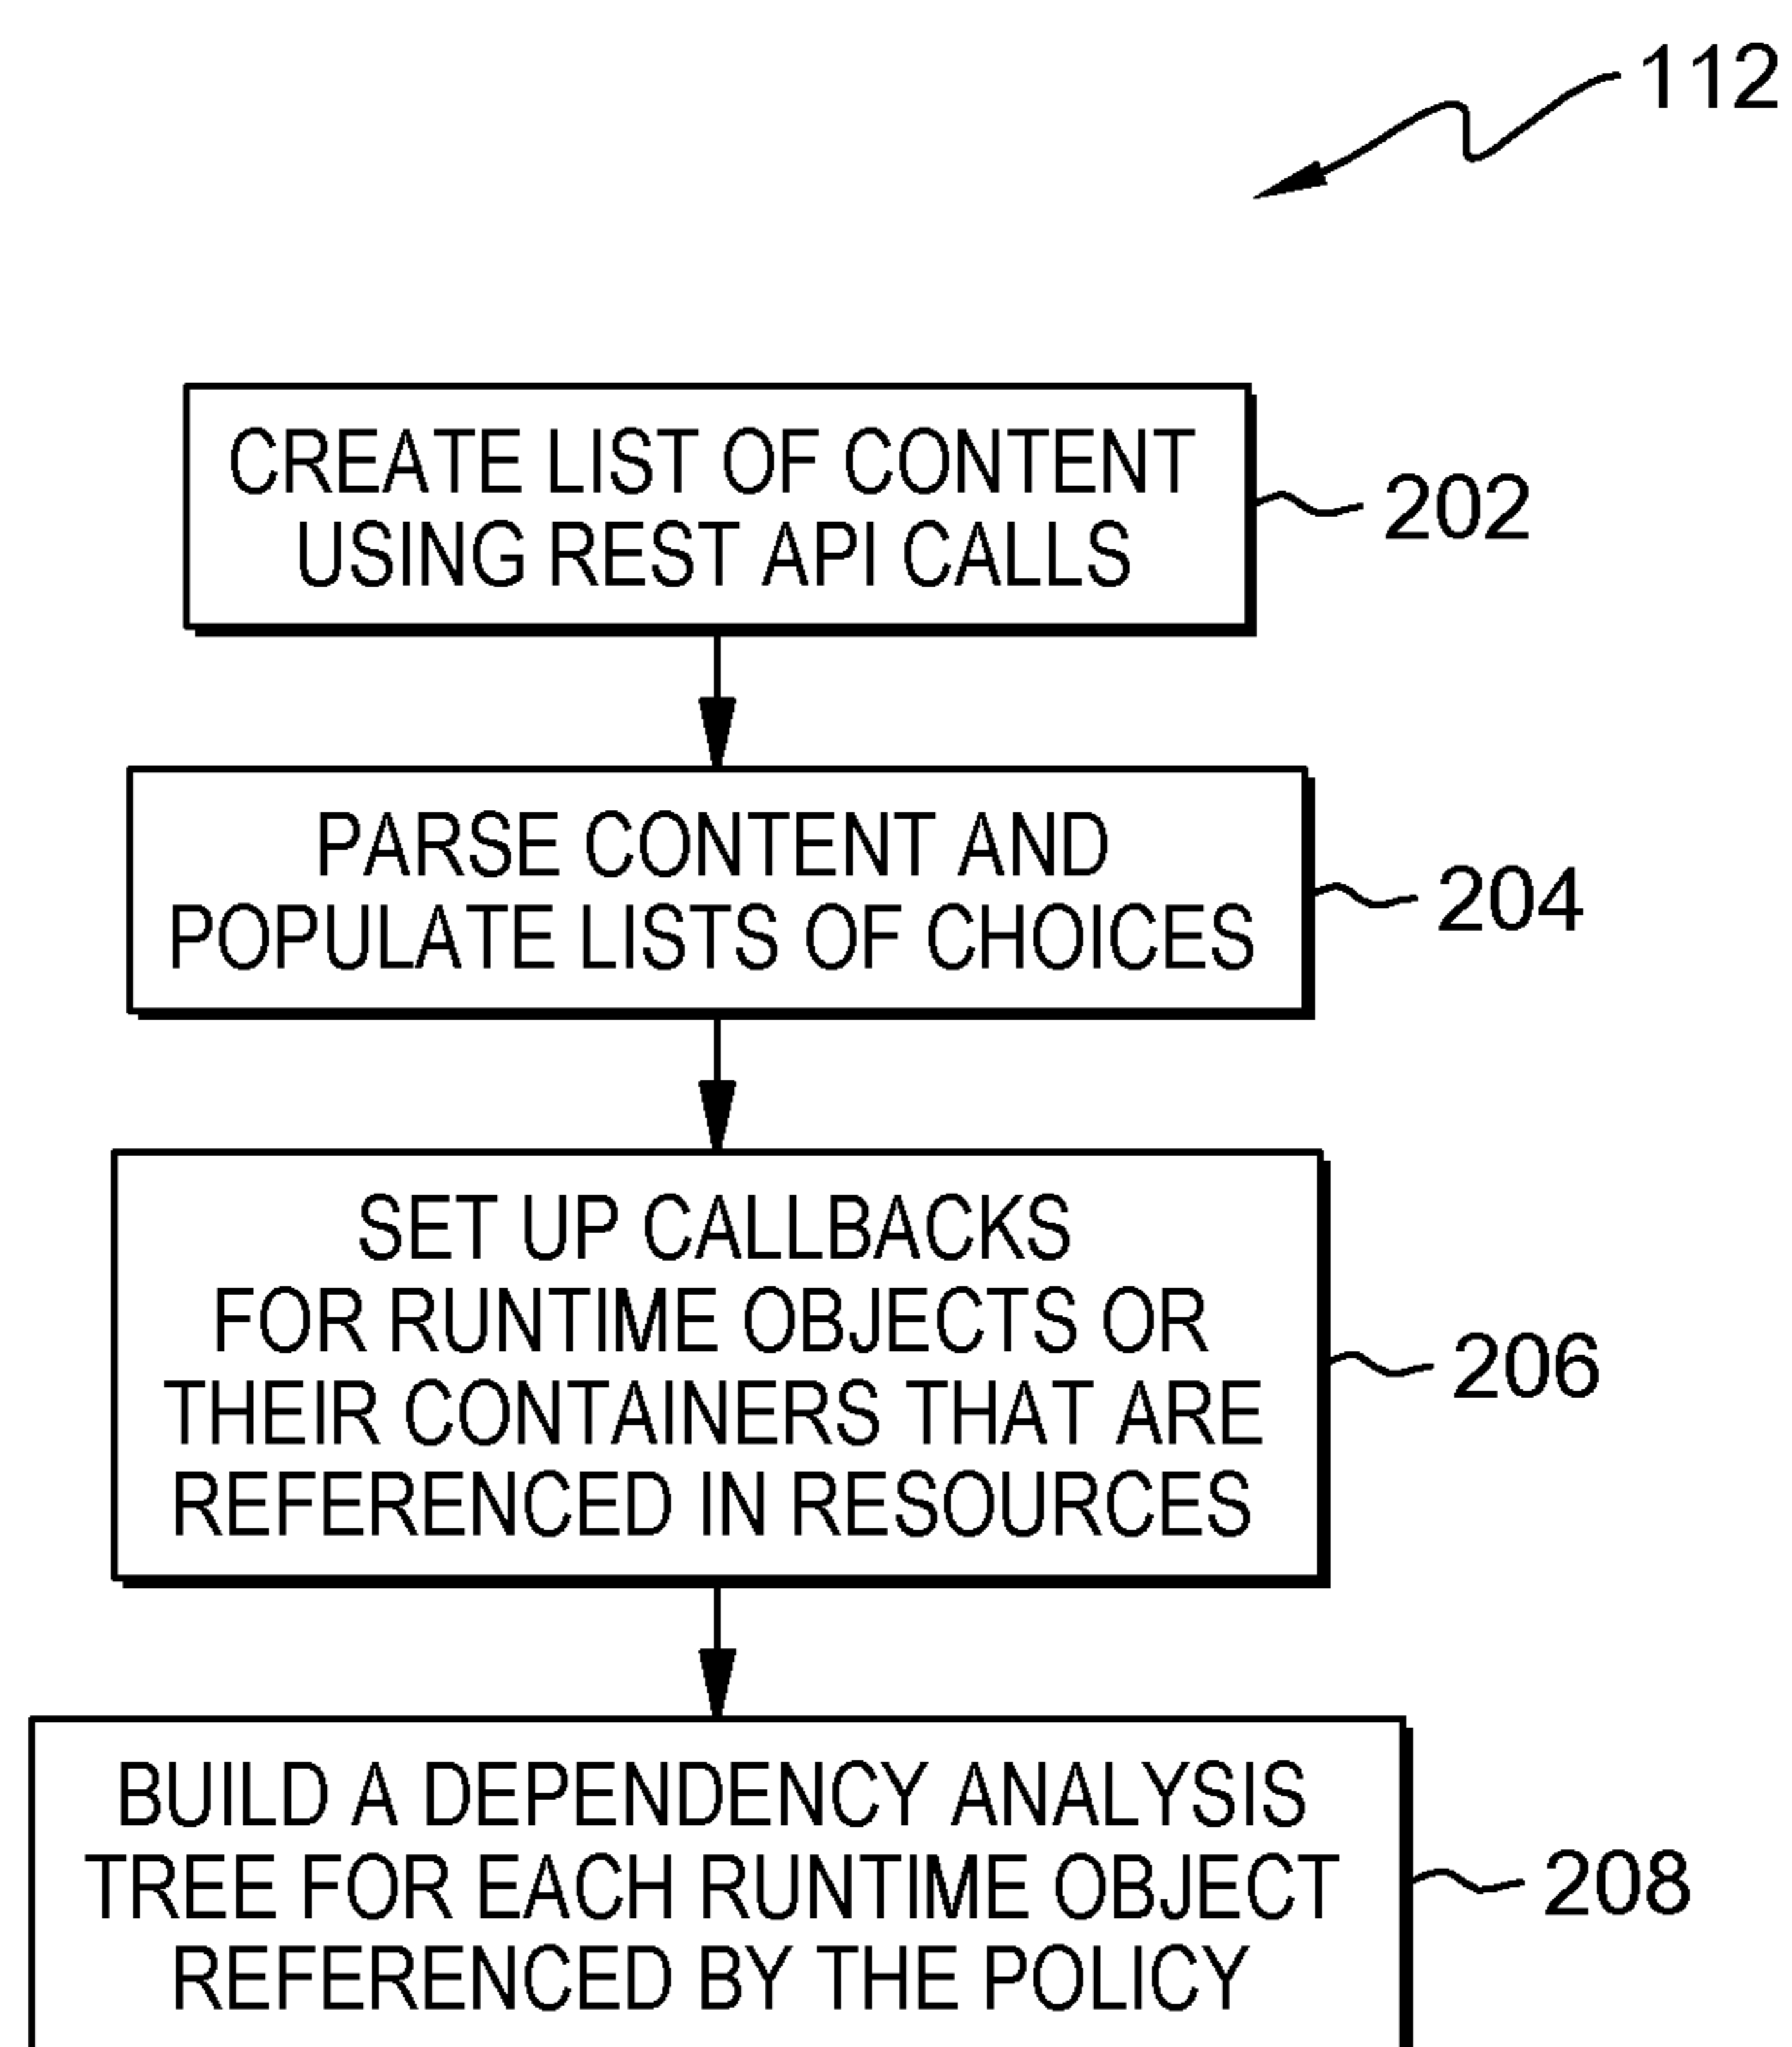 112
CREATE LIST OF CONTENT
USING REST API CALLS
202
PARSE CONTENT AND
POPULATE LISTS OF CHOICES
204
SET UP CALLBACKS
FOR RUNTIME OBJECTS OR
THEIR CONTAINERS THAT ARE
REFERENCED IN RESOURCES
206
BUILD A DEPENDENCY ANALYSIS
TREE FOR EACH RUNTIME OBJECT
REFERENCED BY THE POLICY
208